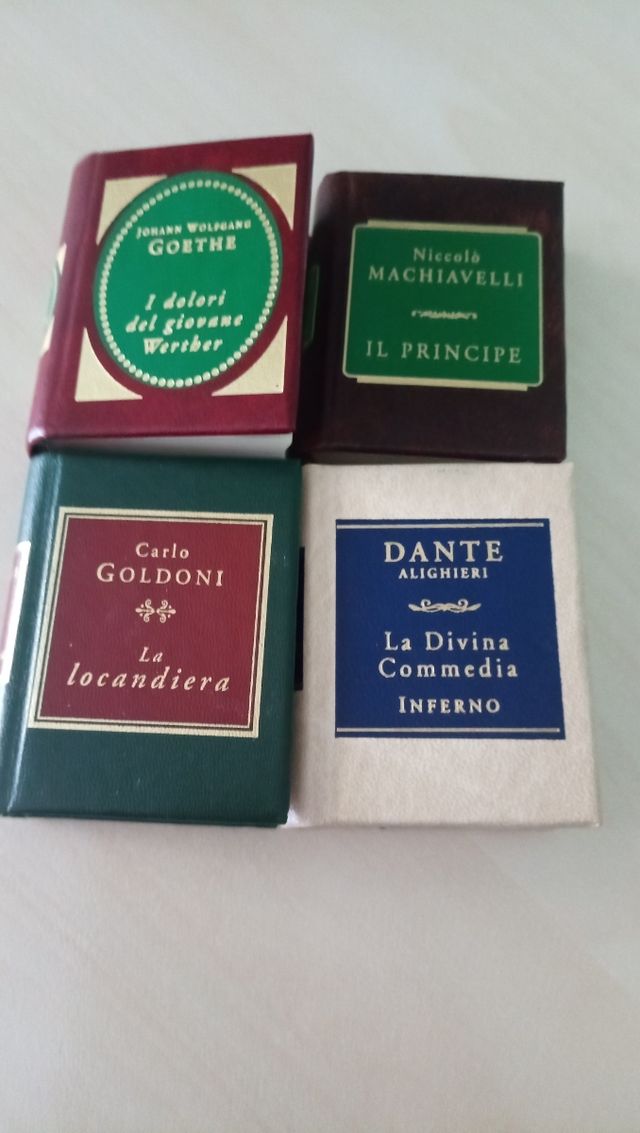 JOHANN WOLFGANG
GOETHE
I dolori
del giovane
Werther
Niccolò
MACHIAVELLI
IL PRINCIPE
Carlo
GOLDONI
La
locandiera
DANTE
ALIGHIERI
La Divina
Commedia
INFERNO